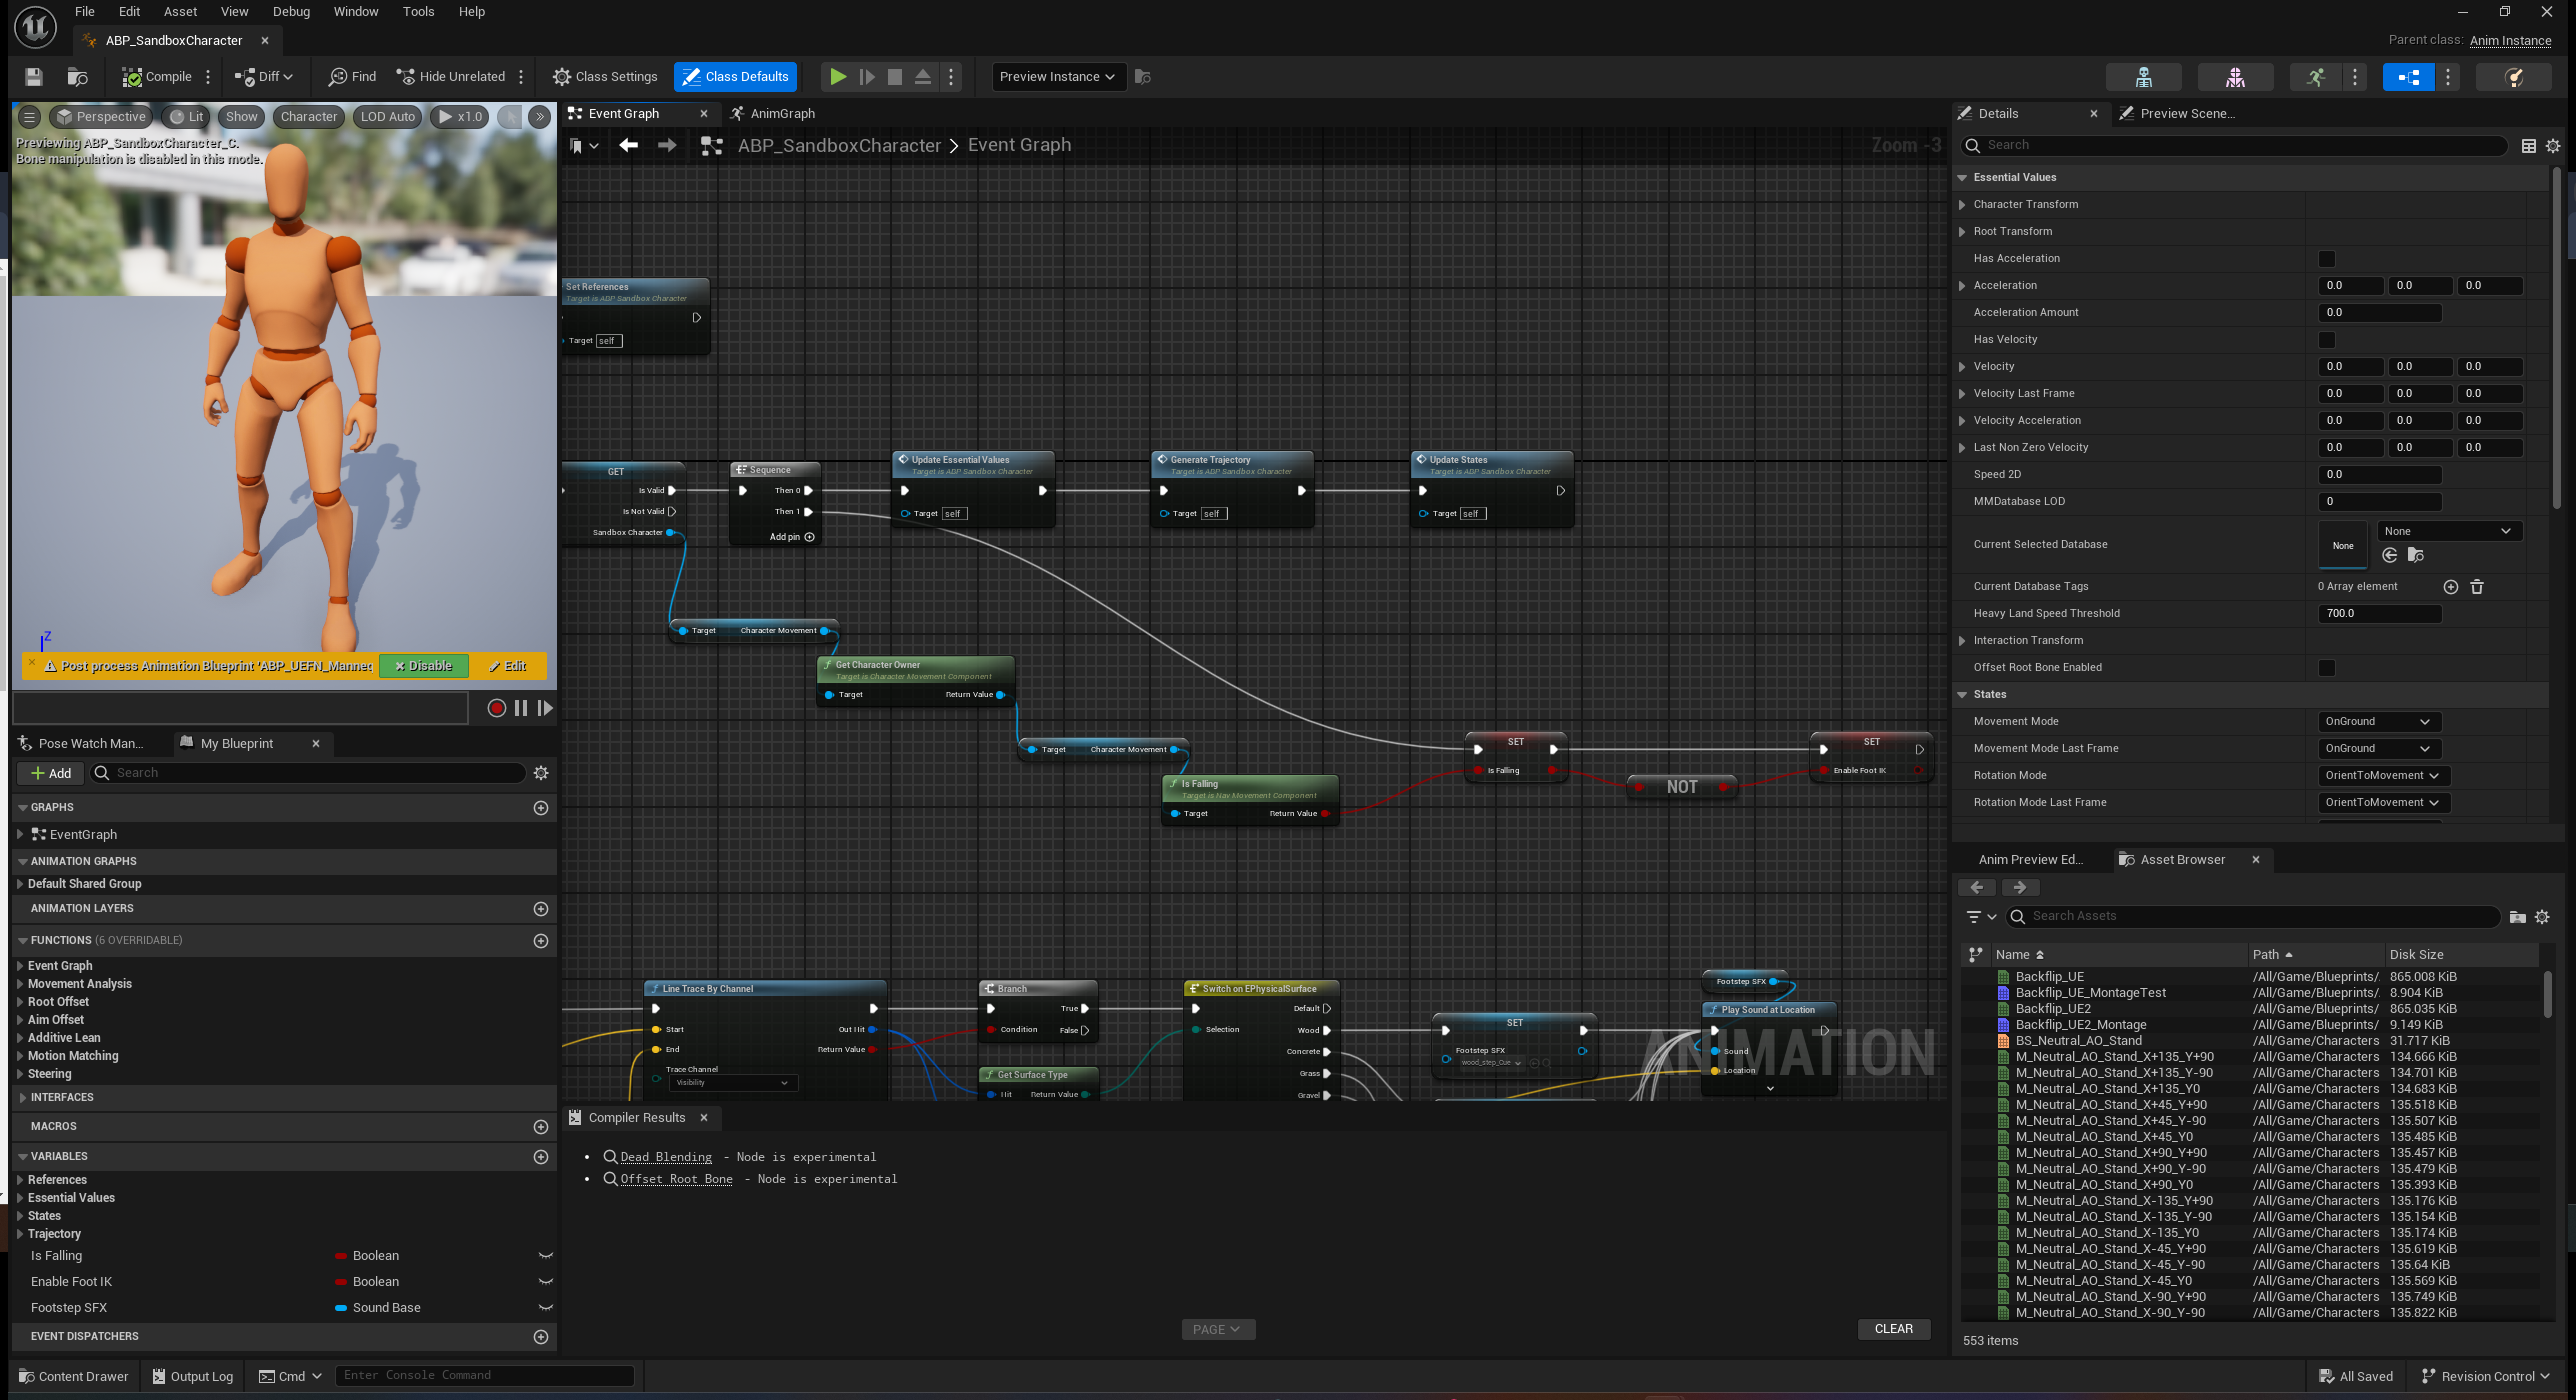 File Edit Asset View Debug Window Tools Help
ABP_SandboxCharacter
Parent class: Anim Instance
Compile Diff Find Hide Unrelated Class Settings Class Defaults Preview Instance
Perspective Lit Show Character LOD Auto x1.0
Previewing ABP_SandboxCharacter_C.
Bone manipulation is disabled in this mode.
Z
Post process Animation Blueprint 'ABP_UEFN_Manneq Disable Edit
Pose Watch Man... My Blueprint
Add Search
GRAPHS
EventGraph
ANIMATION GRAPHS
Default Shared Group
ANIMATION LAYERS
FUNCTIONS (6 OVERRIDABLE)
Event Graph
Movement Analysis
Root Offset
Aim Offset
Additive Lean
Motion Matching
Steering
INTERFACES
MACROS
VARIABLES
References
Essential Values
States
Trajectory
Is Falling Boolean
Enable Foot IK Boolean
Footstep SFX Sound Base
EVENT DISPATCHERS
Event Graph AnimGraph
ABP_SandboxCharacter > Event Graph
Zoom -3
Set References
Target is ABP Sandbox Character
Target self
GET
Is Valid
Is Not Valid
Sandbox Character
Sequence
Then 0
Then 1
Add pin
Update Essential Values
Target is ABP Sandbox Character
Target self
Generate Trajectory
Target is ABP Sandbox Character
Target self
Update States
Target is ABP Sandbox Character
Target self
Target Character Movement
Get Character Owner
Target is Character Movement Component
Target Return Value
Target Character Movement
Is Falling
Target is Nav Movement Component
Target Return Value
SET
Is Falling
NOT
SET
Enable Foot IK
Line Trace By Channel
Start Out Hit
End Return Value
Trace Channel
Visibility
Branch
True
Condition False
Get Surface Type
Hit Return Value
Switch on EPhysicalSurface
Default
Selection Wood
Concrete
Grass
Gravel
SET
Footstep SFX
wood_step_Cue
Footstep SFX
Play Sound at Location
Sound
Location
ANIMATION
Compiler Results
Dead Blending - Node is experimental
Offset Root Bone - Node is experimental
PAGE
CLEAR
Details Preview Scene...
Search
Essential Values
Character Transform
Root Transform
Has Acceleration
Acceleration 0.0 0.0 0.0
Acceleration Amount 0.0
Has Velocity
Velocity 0.0 0.0 0.0
Velocity Last Frame 0.0 0.0 0.0
Velocity Acceleration 0.0 0.0 0.0
Last Non Zero Velocity 0.0 0.0 0.0
Speed 2D 0.0
MMDatabase LOD 0
Current Selected Database None None
Current Database Tags 0 Array element
Heavy Land Speed Threshold 700.0
Interaction Transform
Offset Root Bone Enabled
States
Movement Mode OnGround
Movement Mode Last Frame OnGround
Rotation Mode OrientToMovement
Rotation Mode Last Frame OrientToMovement
Anim Preview Ed... Asset Browser
Search Assets
Name Path Disk Size
Backflip_UE /All/Game/Blueprints/ 865.008 KiB
Backflip_UE_MontageTest /All/Game/Blueprints/ 8.904 KiB
Backflip_UE2 /All/Game/Blueprints/ 865.035 KiB
Backflip_UE2_Montage /All/Game/Blueprints/ 9.149 KiB
BS_Neutral_AO_Stand /All/Game/Characters 31.717 KiB
M_Neutral_AO_Stand_X+135_Y+90 /All/Game/Characters 134.666 KiB
M_Neutral_AO_Stand_X+135_Y-90 /All/Game/Characters 134.701 KiB
M_Neutral_AO_Stand_X+135_Y0 /All/Game/Characters 134.683 KiB
M_Neutral_AO_Stand_X+45_Y+90 /All/Game/Characters 135.518 KiB
M_Neutral_AO_Stand_X+45_Y-90 /All/Game/Characters 135.507 KiB
M_Neutral_AO_Stand_X+45_Y0 /All/Game/Characters 135.485 KiB
M_Neutral_AO_Stand_X+90_Y+90 /All/Game/Characters 135.457 KiB
M_Neutral_AO_Stand_X+90_Y-90 /All/Game/Characters 135.479 KiB
M_Neutral_AO_Stand_X+90_Y0 /All/Game/Characters 135.393 KiB
M_Neutral_AO_Stand_X-135_Y+90 /All/Game/Characters 135.176 KiB
M_Neutral_AO_Stand_X-135_Y-90 /All/Game/Characters 135.154 KiB
M_Neutral_AO_Stand_X-135_Y0 /All/Game/Characters 135.174 KiB
M_Neutral_AO_Stand_X-45_Y+90 /All/Game/Characters 135.619 KiB
M_Neutral_AO_Stand_X-45_Y-90 /All/Game/Characters 135.64 KiB
M_Neutral_AO_Stand_X-45_Y0 /All/Game/Characters 135.569 KiB
M_Neutral_AO_Stand_X-90_Y+90 /All/Game/Characters 135.749 KiB
M_Neutral_AO_Stand_X-90_Y-90 /All/Game/Characters 135.822 KiB
553 items
Content Drawer Output Log Cmd Enter Console Command All Saved Revision Control